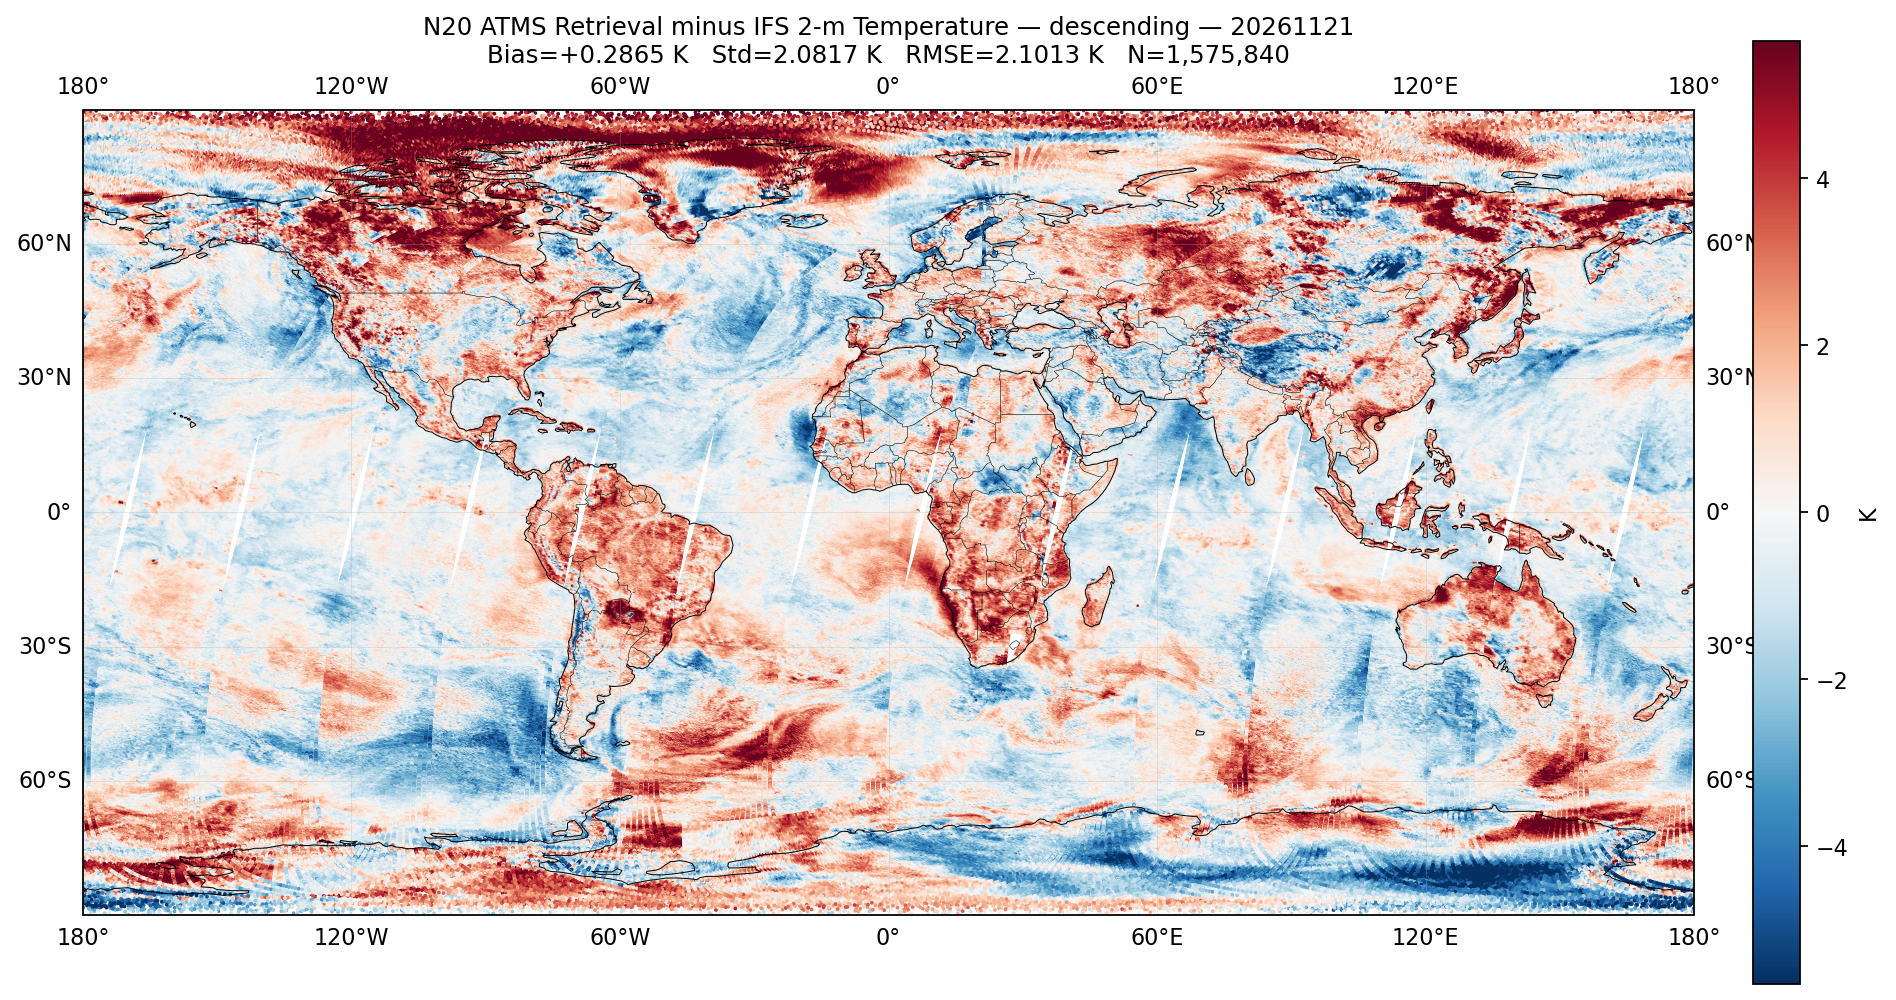 N20 ATMS Retrieval minus IFS 2-m Temperature — descending — 20261121
Bias=+0.2865 K   Std=2.0817 K   RMSE=2.1013 K   N=1,575,840
180° 120°W 60°W 0° 60°E 120°E 180°
60°N 60°N
30°N 30°N
0° 0°
30°S 30°S
60°S 60°S
180° 120°W 60°W 0° 60°E 120°E 180°
4
2
0
−2
−4
K